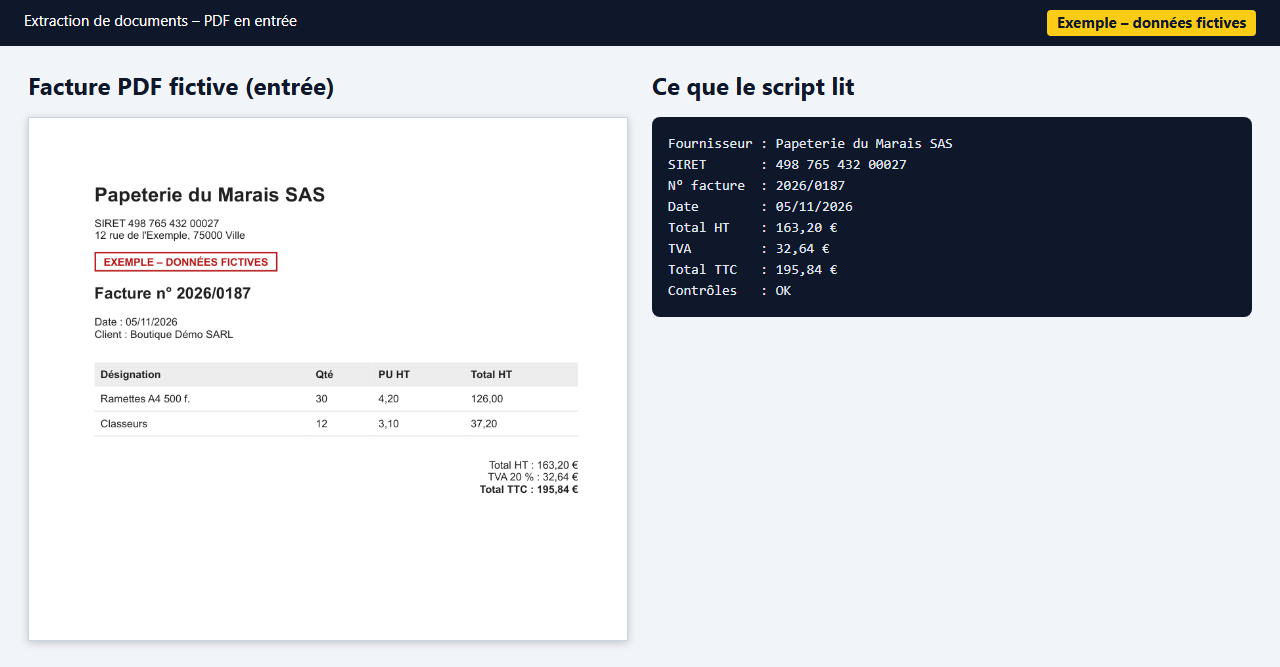 Extraction de documents – PDF en entrée
Exemple – données fictives
Facture PDF fictive (entrée)
Papeterie du Marais SAS
SIRET 498 765 432 00027
12 rue de l'Exemple, 75000 Ville
EXEMPLE – DONNÉES FICTIVES
Facture n° 2026/0187
Date : 05/11/2026
Client : Boutique Démo SARL
Désignation Qté PU HT Total HT
Ramettes A4 500 f. 30 4,20 126,00
Classeurs 12 3,10 37,20
Total HT : 163,20 €
TVA 20 % : 32,64 €
Total TTC : 195,84 €
Ce que le script lit
Fournisseur : Papeterie du Marais SAS
SIRET : 498 765 432 00027
N° facture : 2026/0187
Date : 05/11/2026
Total HT : 163,20 €
TVA : 32,64 €
Total TTC : 195,84 €
Contrôles : OK